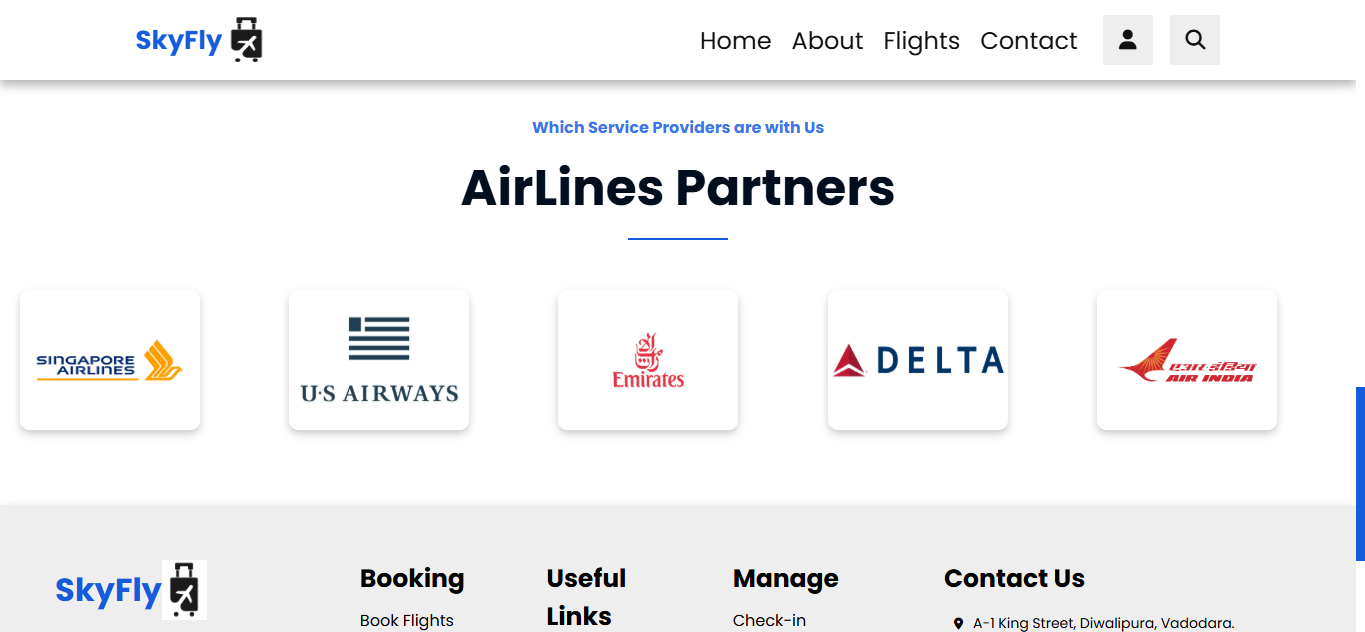 SkyFly
Home About Flights Contact
Which Service Providers are with Us
AirLines Partners
SINGAPORE
AIRLINES
U·S AIRWAYS
Emirates
DELTA
एअर-इंडिया
AIR INDIA
SkyFly
Booking
Book Flights
Useful
Links
Manage
Check-in
Contact Us
A-1 King Street, Diwalipura, Vadodara.